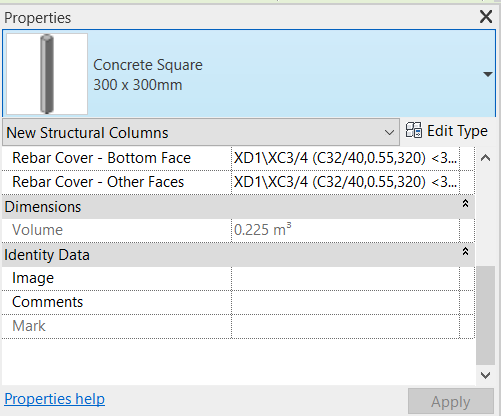 Properties
Concrete Square
300 x 300mm
New Structural Columns
Edit Type
Rebar Cover - Bottom Face XD1\XC3/4 (C32/40,0.55,320) <3...
Rebar Cover - Other Faces XD1\XC3/4 (C32/40,0.55,320) <3...
Dimensions
Volume 0.225 m³
Identity Data
Image
Comments
Mark
Properties help
Apply